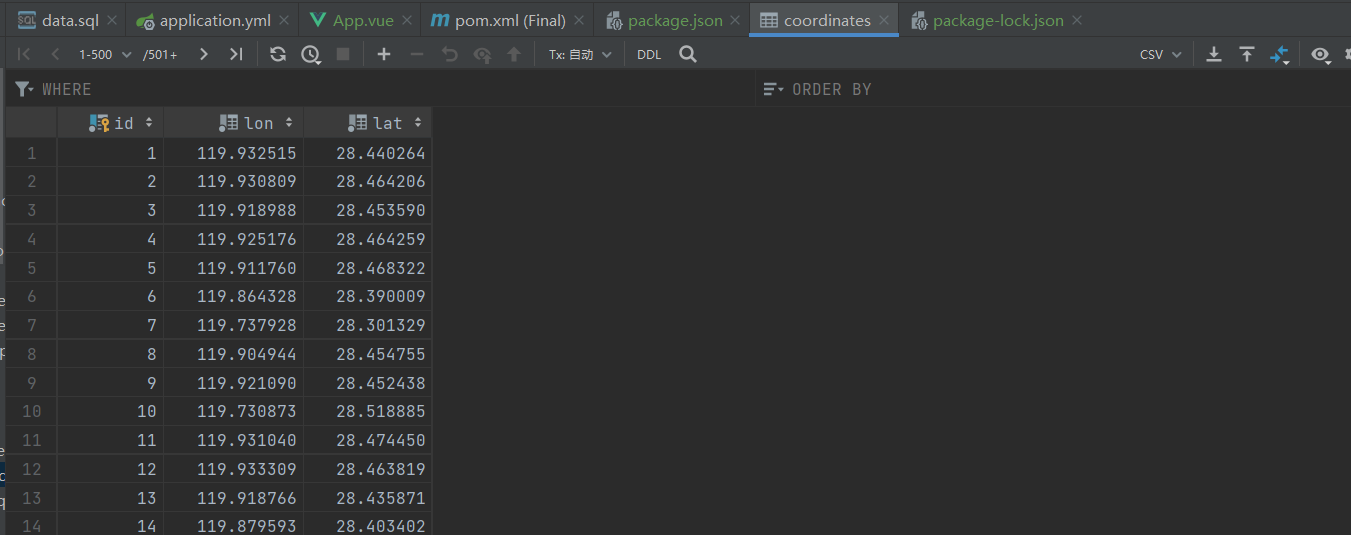 data.sql application.yml App.vue pom.xml (Final) package.json coordinates package-lock.json
1-500 /501+ Tx: 自动 DDL CSV
WHERE ORDER BY
id lon lat
1 1 119.932515 28.440264
2 2 119.930809 28.464206
3 3 119.918988 28.453590
4 4 119.925176 28.464259
5 5 119.911760 28.468322
6 6 119.864328 28.390009
7 7 119.737928 28.301329
8 8 119.904944 28.454755
9 9 119.921090 28.452438
10 10 119.730873 28.518885
11 11 119.931040 28.474450
12 12 119.933309 28.463819
13 13 119.918766 28.435871
14 14 119.879593 28.403402